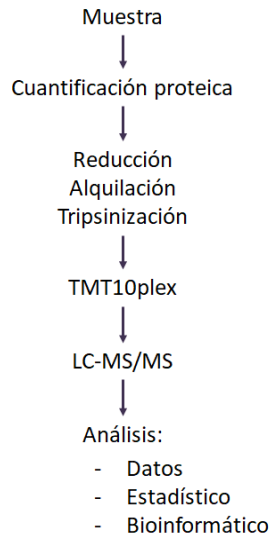 Muestra
Cuantificación proteica
Reducción
Alquilación
Tripsinización
TMT10plex
LC-MS/MS
Análisis:
- Datos
- Estadístico
- Bioinformático